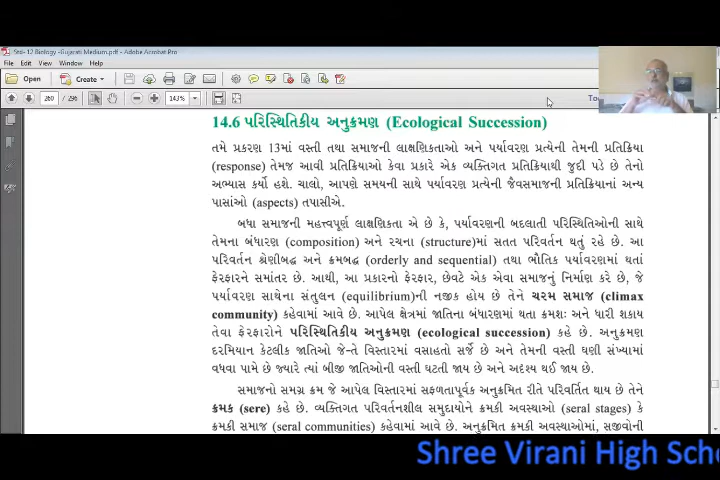 Std- 12 Biology -Gujarati Medium.pdf - Adobe Acrobat Pro
File Edit View Window Help
Open Create
260 / 296 143%
14.6 પરિસ્થિતિકીય અનુક્રમણ (Ecological Succession)
તમે પ્રકરણ 13માં વસ્તી તથા સમાજની લાક્ષણિકતાઓ અને પર્યાવરણ પ્રત્યેની તેમની પ્રતિક્રિયા
(response) તેમજ આવી પ્રતિક્રિયાઓ કેવા પ્રકારે એક વ્યક્તિગત પ્રતિક્રિયાથી જુદી પડે છે તેનો
અભ્યાસ કર્યો હશે. ચાલો, આપણે સમયની સાથે પર્યાવરણ પ્રત્યેની જૈવસમાજની પ્રતિક્રિયાનાં અન્ય
પાસાંઓ (aspects) તપાસીએ.
બધા સમાજની મહત્ત્વપૂર્ણ લાક્ષણિકતા એ છે કે, પર્યાવરણની બદલાતી પરિસ્થિતિઓની સાથે
તેમના બંધારણ (composition) અને રચના (structure)માં સતત પરિવર્તન થતું રહે છે. આ
પરિવર્તન શ્રેણીબદ્ધ અને ક્રમબદ્ધ (orderly and sequential) તથા ભૌતિક પર્યાવરણમાં થતાં
ફેરફારને સમાંતર છે. આથી, આ પ્રકારનો ફેરફાર, છેવટે એક એવા સમાજનું નિર્માણ કરે છે, જે
પર્યાવરણ સાથેના સંતુલન (equilibrium)ની નજીક હોય છે તેને ચરમ સમાજ (climax
community) કહેવામાં આવે છે. આપેલ ક્ષેત્રમાં જાતિના બંધારણમાં થતા ક્રમશઃ અને ધારી શકાય
તેવા ફેરફારોને પરિસ્થિતિકીય અનુક્રમણ (ecological succession) કહે છે. અનુક્રમણ
દરમિયાન કેટલીક જાતિઓ જે-તે વિસ્તારમાં વસાહતો સર્જે છે અને તેમની વસ્તી ઘણી સંખ્યામાં
વધવા પામે છે જ્યારે ત્યાં બીજી જાતિઓની વસ્તી ઘટતી જાય છે અને અદૃશ્ય થઈ જાય છે.
સમાજનો સમગ્ર ક્રમ જે આપેલ વિસ્તારમાં સફળતાપૂર્વક અનુક્રમિત રીતે પરિવર્તિત થાય છે તેને
ક્રમક (sere) કહે છે. વ્યક્તિગત પરિવર્તનશીલ સમુદાયોને ક્રમકી અવસ્થાઓ (seral stages) કે
ક્રમકી સમાજ (seral communities) કહેવામાં આવે છે. અનુક્રમિત ક્રમકી અવસ્થાઓમાં, સજીવોની
Shree Virani High